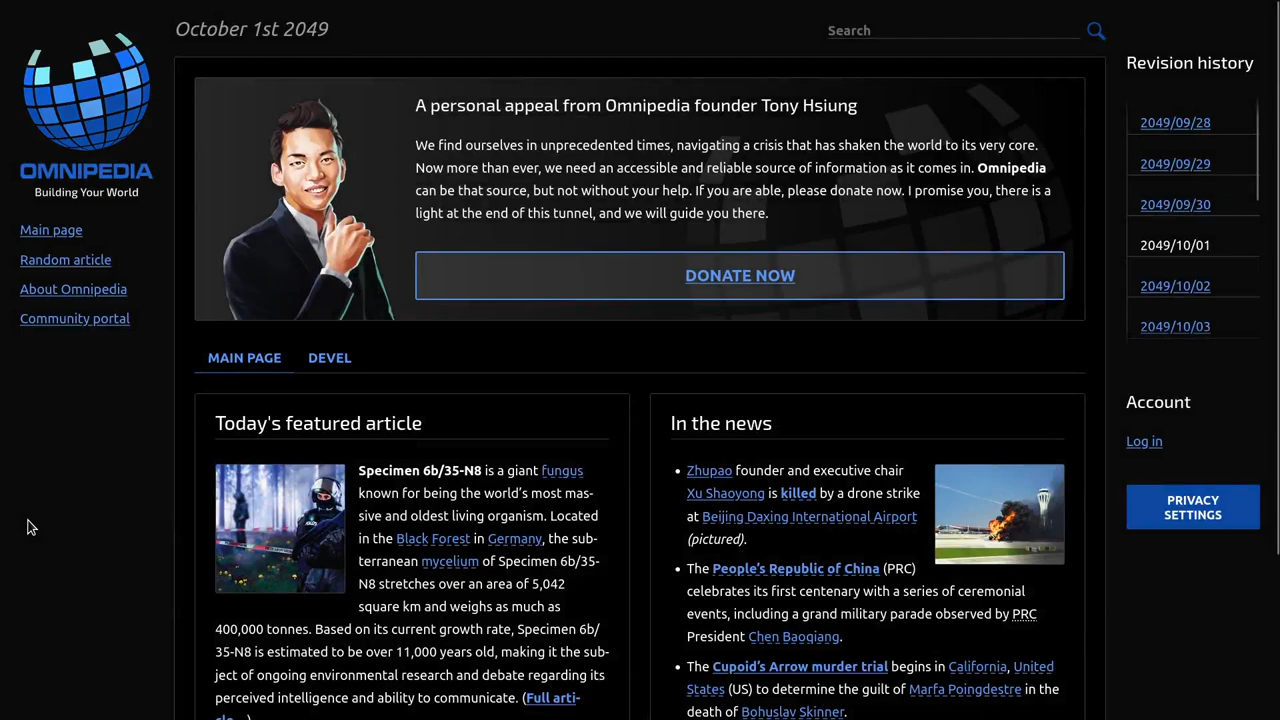 October 1st 2049
Search
OMNIPEDIA
Building Your World
Main page
Random article
About Omnipedia
Community portal
A personal appeal from Omnipedia founder Tony Hsiung
We find ourselves in unprecedented times, navigating a crisis that has shaken the world to its very core.
Now more than ever, we need an accessible and reliable source of information as it comes in. Omnipedia
can be that source, but not without your help. If you are able, please donate now. I promise you, there is a
light at the end of this tunnel, and we will guide you there.
DONATE NOW
MAIN PAGE DEVEL
Today's featured article
Specimen 6b/35-N8 is a giant fungus
known for being the world’s most mas-
sive and oldest living organism. Located
in the Black Forest in Germany, the sub-
terranean mycelium of Specimen 6b/35-
N8 stretches over an area of 5,042
square km and weighs as much as
400,000 tonnes. Based on its current growth rate, Specimen 6b/
35-N8 is estimated to be over 11,000 years old, making it the sub-
ject of ongoing environmental research and debate regarding its
perceived intelligence and ability to communicate. (Full arti-
In the news
Zhupao founder and executive chair
Xu Shaoyong is killed by a drone strike
at Beijing Daxing International Airport
(pictured).
The People’s Republic of China (PRC)
celebrates its first centenary with a series of ceremonial
events, including a grand military parade observed by PRC
President Chen Baoqiang.
The Cupoid’s Arrow murder trial begins in California, United
States (US) to determine the guilt of Marfa Poingdestre in the
death of Bohuslav Skinner.
Revision history
2049/09/28
2049/09/29
2049/09/30
2049/10/01
2049/10/02
2049/10/03
Account
Log in
PRIVACY
SETTINGS